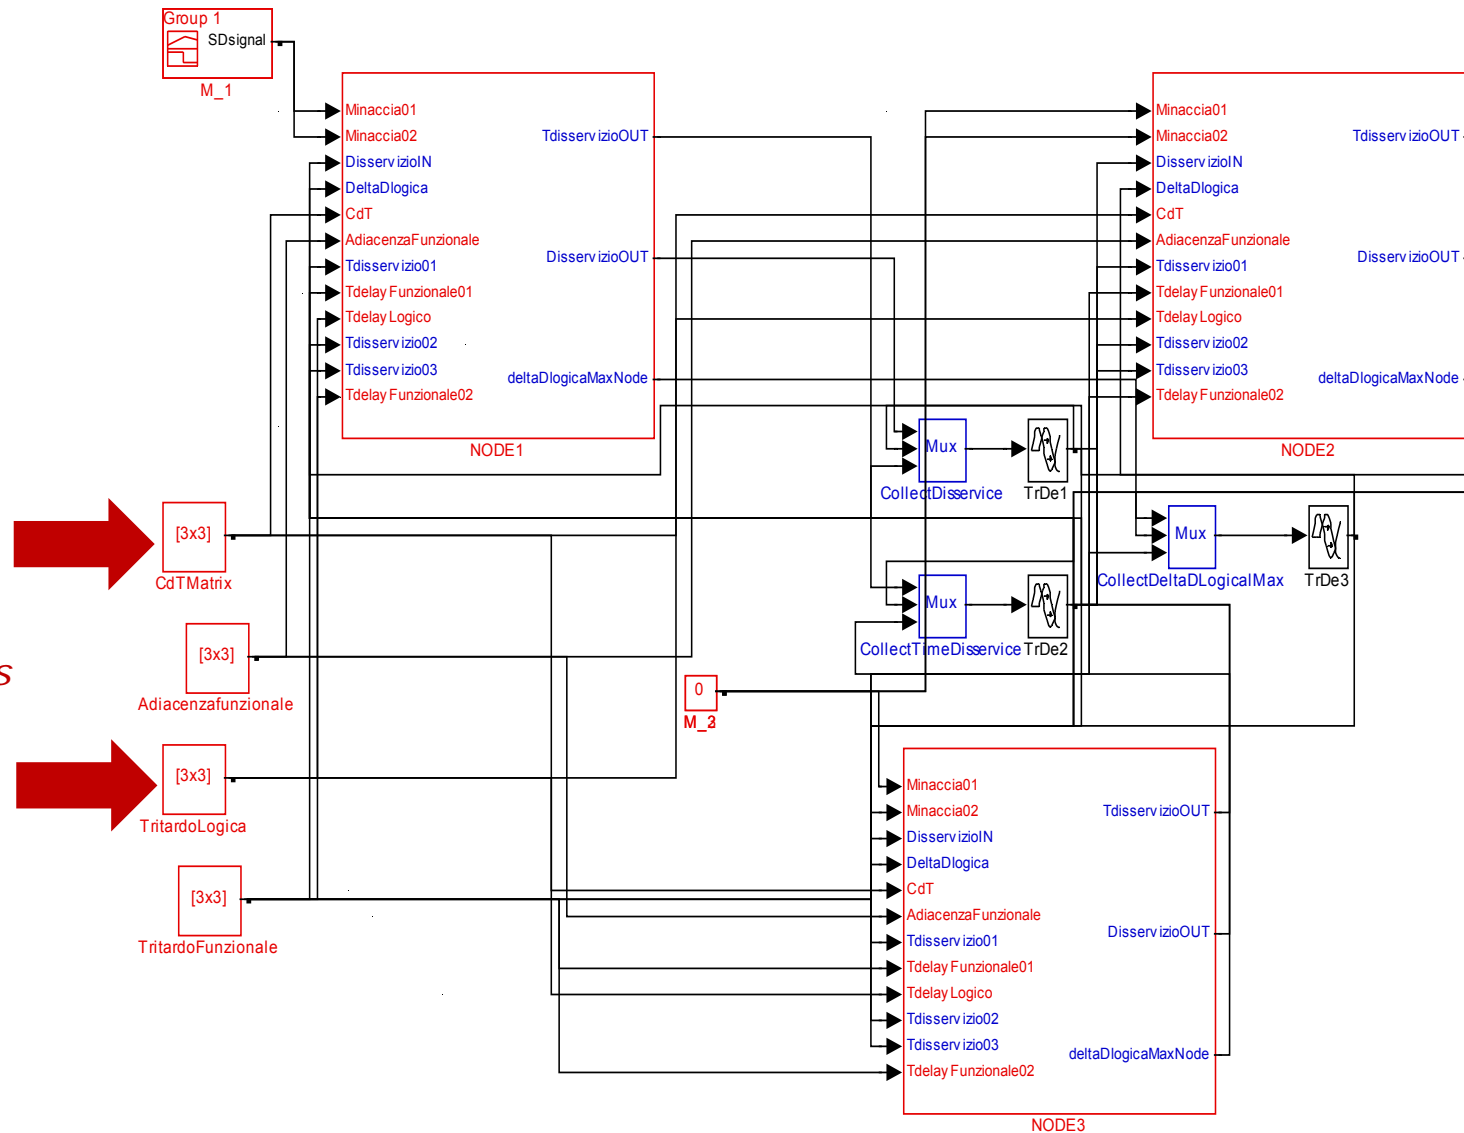 Group 1
SDsignal
M_1
Minaccia01
Minaccia02
DisservizioIN
DeltaDlogica
CdT
AdiacenzaFunzionale
Tdisservizio01
TdelayFunzionale01
TdelayLogico
Tdisservizio02
Tdisservizio03
TdelayFunzionale02
TdisservizioOUT
DisservizioOUT
deltaDlogicaMaxNode
NODE1
Minaccia01
Minaccia02
DisservizioIN
DeltaDlogica
CdT
AdiacenzaFunzionale
Tdisservizio01
TdelayFunzionale01
TdelayLogico
Tdisservizio02
Tdisservizio03
TdelayFunzionale02
TdisservizioOUT
DisservizioOUT
deltaDlogicaMaxNode
NODE2
Mux
CollectDisservice
TrDe1
[3x3]
CdTMatrix
Mux
CollectDeltaDLogicalMax
TrDe3
Mux
CollectTimeDisservice
TrDe2
[3x3]
Adiacenzafunzionale
s
0
[3x3]
TritardoLogica
[3x3]
TritardoFunzionale
Minaccia01
Minaccia02
DisservizioIN
DeltaDlogica
CdT
AdiacenzaFunzionale
Tdisservizio01
TdelayFunzionale01
TdelayLogico
Tdisservizio02
Tdisservizio03
TdelayFunzionale02
TdisservizioOUT
DisservizioOUT
deltaDlogicaMaxNode
NODE3